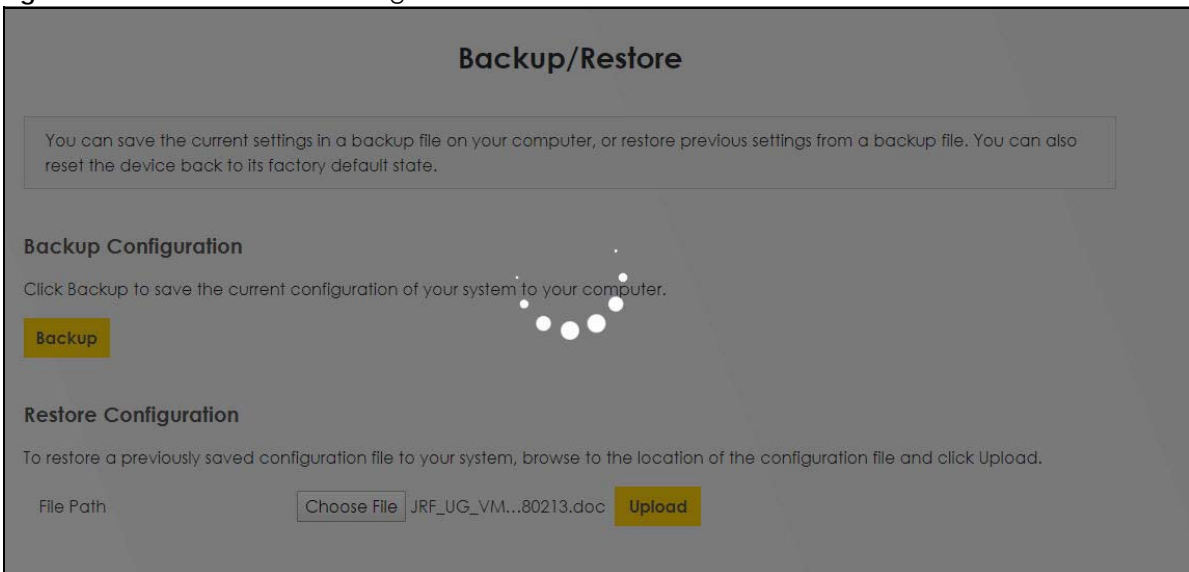 Backup/Restore
You can save the current settings in a backup file on your computer, or restore previous settings from a backup file. You can also
reset the device back to its factory default state.
Backup Configuration
Click Backup to save the current configuration of your system to your computer.
Backup
Restore Configuration
To restore a previously saved configuration file to your system, browse to the location of the configuration file and click Upload.
File Path Choose File JRF_UG_VM...80213.doc Upload